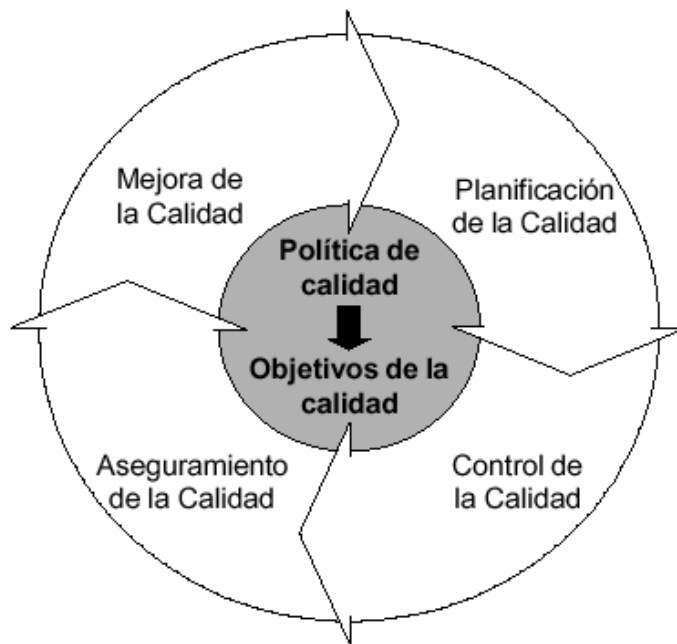 Mejora de
la Calidad
Planificación
de la Calidad
Política de
calidad
Objetivos de la
calidad
Aseguramiento
de la Calidad
Control de
la Calidad